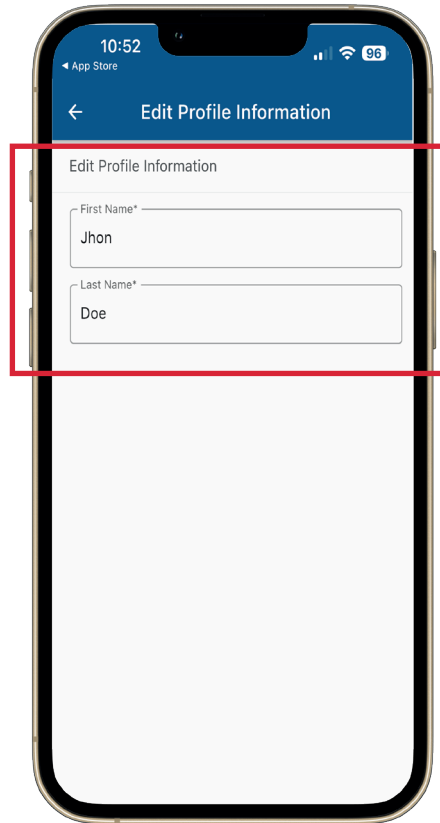 10:52
96
◀ App Store
Edit Profile Information
Edit Profile Information
First Name*
Jhon
Last Name*
Doe